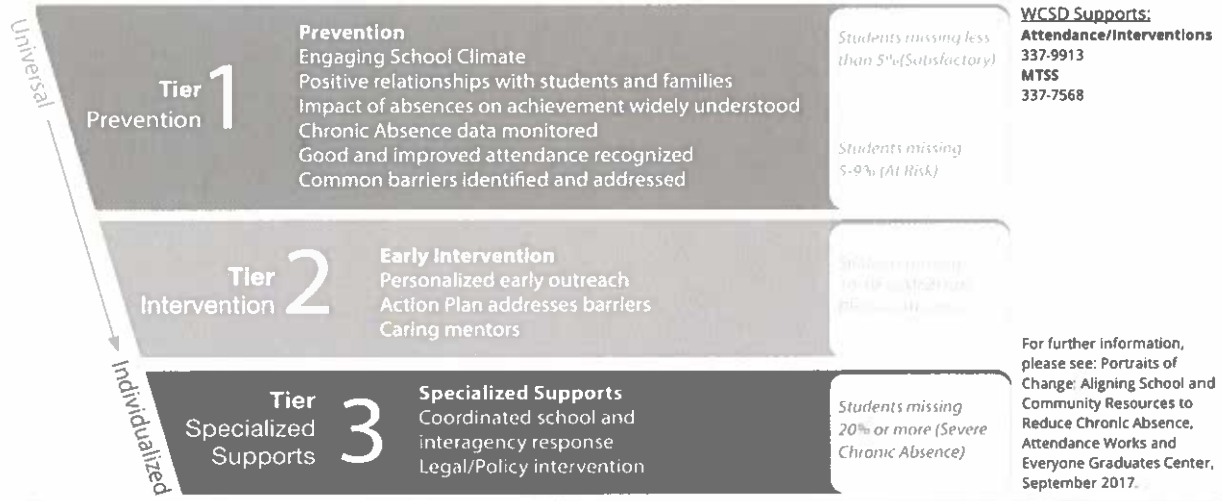 Universal
Individualized
Tier 1
Prevention
Prevention
Engaging School Climate
Positive relationships with students and families
Impact of absences on achievement widely understood
Chronic Absence data monitored
Good and improved attendance recognized
Common barriers identified and addressed
Students missing less
than 5% (Satisfactory)
Students missing
5-9% (At Risk)
Tier 2
Intervention
Early Intervention
Personalized early outreach
Action Plan addresses barriers
Caring mentors
Students missing
Tier 3
Specialized
Supports
Specialized Supports
Coordinated school and
interagency response
Legal/Policy intervention
Students missing
20% or more (Severe
Chronic Absence)
WCSD Supports:
Attendance/Interventions
337-9913
MTSS
337-7568
For further information,
please see: Portraits of
Change: Aligning School and
Community Resources to
Reduce Chronic Absence,
Attendance Works and
Everyone Graduates Center,
September 2017.